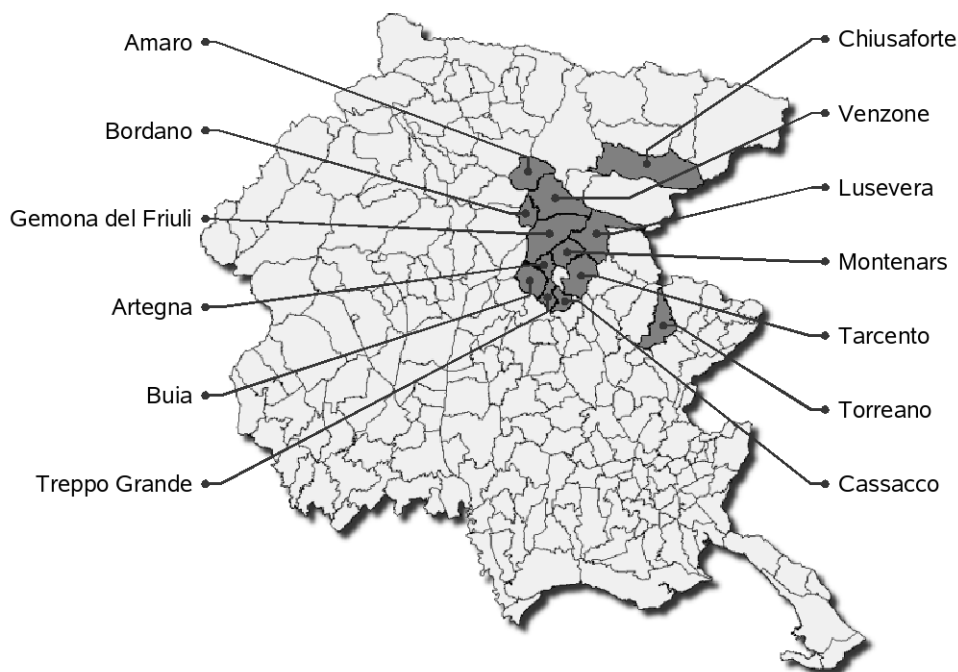 Amaro
Bordano
Gemona del Friuli
Artegna
Buia
Treppo Grande
Chiusaforte
Venzone
Lusevera
Montenars
Tarcento
Torreano
Cassacco